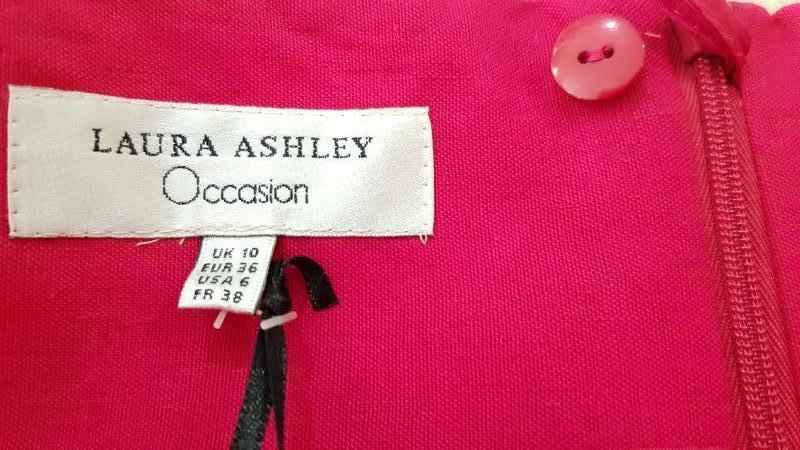 LAURA ASHLEY
Occasion
UK 10
EUR 36
USA 6
FR 38